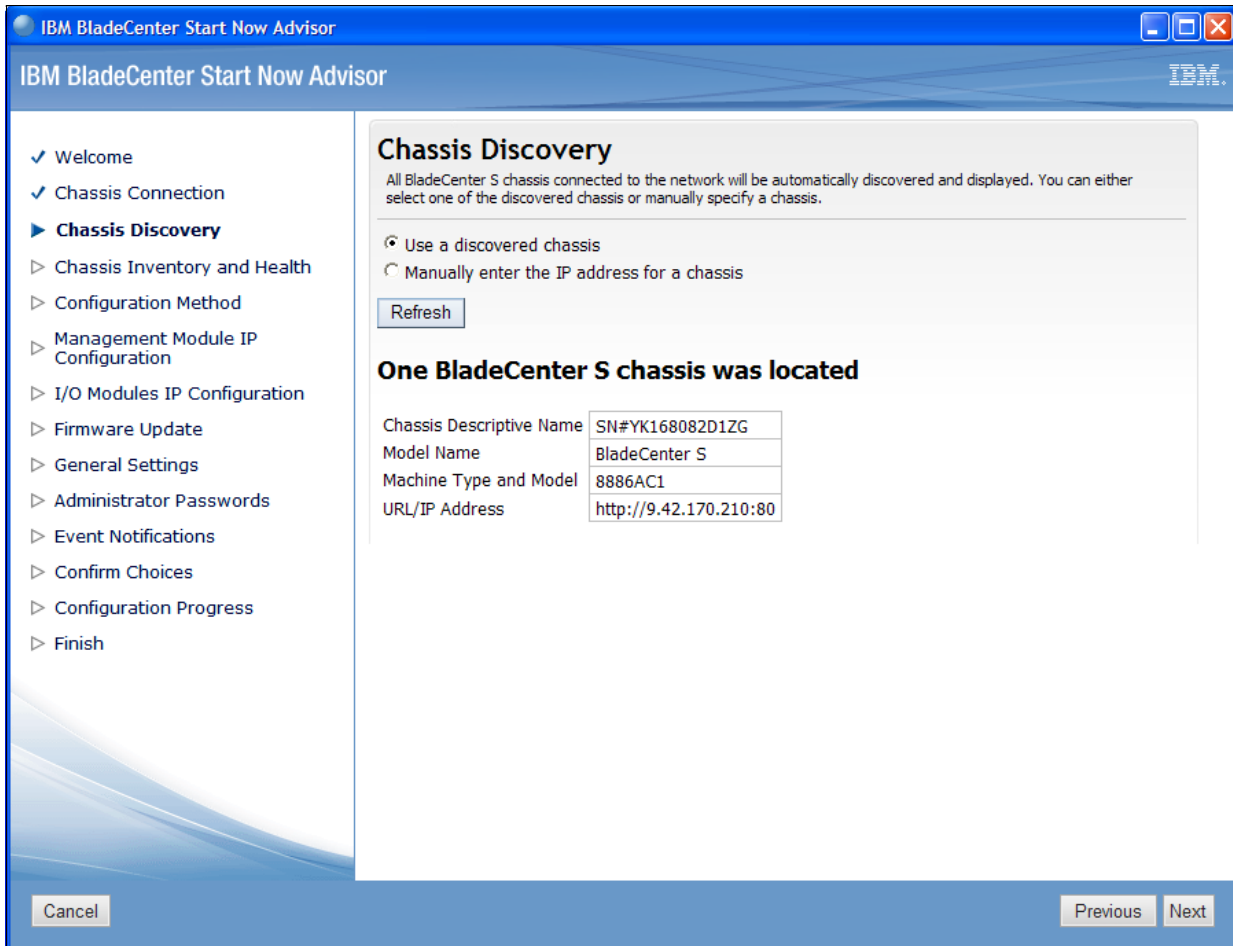 IBM BladeCenter Start Now Advisor
IBM BladeCenter Start Now Advisor
IBM.
Welcome
Chassis Connection
Chassis Discovery
Chassis Inventory and Health
Configuration Method
Management Module IP
Configuration
I/O Modules IP Configuration
Firmware Update
General Settings
Administrator Passwords
Event Notifications
Confirm Choices
Configuration Progress
Finish
Chassis Discovery
All BladeCenter S chassis connected to the network will be automatically discovered and displayed. You can either
select one of the discovered chassis or manually specify a chassis.
Use a discovered chassis
Manually enter the IP address for a chassis
Refresh
One BladeCenter S chassis was located
Chassis Descriptive Name SN#YK168082D1ZG
Model Name BladeCenter S
Machine Type and Model 8886AC1
URL/IP Address http://9.42.170.210:80
Cancel
Previous
Next